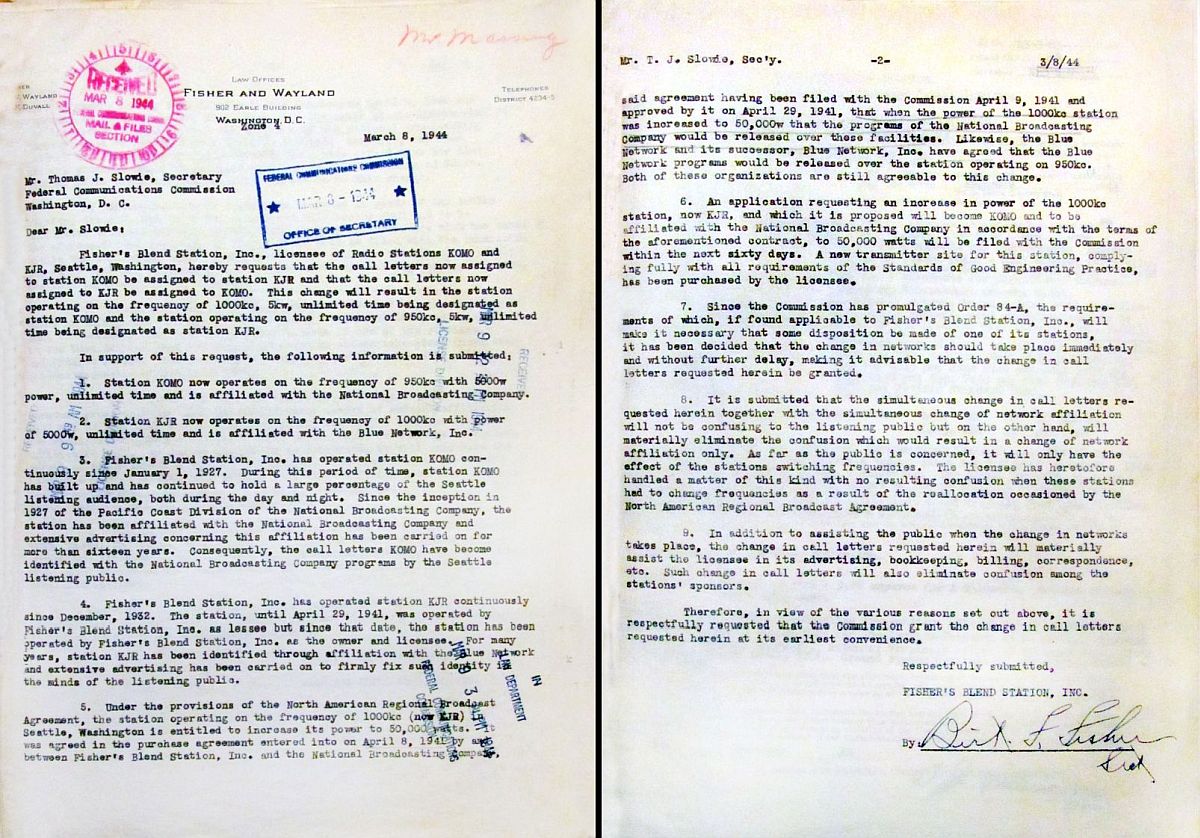 Mr Massing
RECEIVED
MAR 8 1944
MAIL & FILES
SECTION
WAYLAND
DUVALL
LAW OFFICES
FISHER AND WAYLAND
902 EARLE BUILDING
WASHINGTON, D.C.
Zone 4
TELEPHONES
DISTRICT 4234-5
March 8, 1944
FEDERAL COMMUNICATIONS COMMISSION
MAR 8 - 1944
OFFICE OF SECRETARY
Mr. Thomas J. Slowie, Secretary
Federal Communications Commission
Washington, D. C.
Dear Mr. Slowie:
Fisher's Blend Station, Inc., licensee of Radio Stations KOMO and
KJR, Seattle, Washington, hereby requests that the call letters now assigned
to station KOMO be assigned to station KJR and that the call letters now
assigned to KJR be assigned to KOMO. This change will result in the station
operating on the frequency of 1000kc, 5kw, unlimited time being designated as
station KOMO and the station operating on the frequency of 950kc, 5kw, unlimited
time being designated as station KJR.
In support of this request, the following information is submitted:
1. Station KOMO now operates on the frequency of 950kc with 5000w
power, unlimited time and is affiliated with the National Broadcasting Company.
2. Station KJR now operates on the frequency of 1000kc with power
of 5000w, unlimited time and is affiliated with the Blue Network, Inc.
3. Fisher's Blend Station, Inc. has operated station KOMO con-
tinuously since January 1, 1927. During this period of time, station KOMO
has built up and has continued to hold a large percentage of the Seattle
listening audience, both during the day and night. Since the inception in
1927 of the Pacific Coast Division of the National Broadcasting Company, the
station has been affiliated with the National Broadcasting Company and
extensive advertising concerning this affiliation has been carried on for
more than sixteen years. Consequently, the call letters KOMO have become
identified with the National Broadcasting Company programs by the Seattle
listening public.
4. Fisher's Blend Station, Inc. has operated station KJR continuously
since December, 1932. The station, until April 29, 1941, was operated by
Fisher's Blend Station, Inc. as lessee but since that date, the station has been
operated by Fisher's Blend Station, Inc. as the owner and licensee. For many
years, station KJR has been identified through affiliation with the Blue Network
and extensive advertising has been carried on to firmly fix such identity in
the minds of the listening public.
5. Under the provisions of the North American Regional Broadcast
Agreement, the station operating on the frequency of 1000kc (now KJR) in
Seattle, Washington is entitled to increase its power to 50,000 watts. It
was agreed in the purchase agreement entered into on April 8, 1941 by and
between Fisher's Blend Station, Inc. and the National Broadcasting Company,
IN
DEPARTMENT
Mr. T. J. Slowie, Sec'y.
-2-
3/8/44
said agreement having been filed with the Commission April 9, 1941 and
approved by it on April 29, 1941, that when the power of the 1000kc station
was increased to 50,000w that the programs of the National Broadcasting
Company would be released over those facilities. Likewise, the Blue
Network and its successor, Blue Network, Inc. have agreed that the Blue
Network programs would be released over the station operating on 950kc.
Both of these organizations are still agreeable to this change.
6. An application requesting an increase in power of the 1000kc
station, now KJR, and which it is proposed will become KOMO and to be
affiliated with the National Broadcasting Company in accordance with the terms of
the aforementioned contract, to 50,000 watts will be filed with the Commission
within the next sixty days. A new transmitter site for this station, comply-
ing fully with all requirements of the Standards of Good Engineering Practice,
has been purchased by the licensee.
7. Since the Commission has promulgated Order 84-A, the require-
ments of which, if found applicable to Fisher's Blend Station, Inc., will
make it necessary that some disposition be made of one of its stations,
it has been decided that the change in networks should take place immediately
and without further delay, making it advisable that the change in call
letters requested herein be granted.
8. It is submitted that the simultaneous change in call letters re-
quested herein together with the simultaneous change of network affiliation
will not be confusing to the listening public but on the other hand, will
materially eliminate the confusion which would result in a change of network
affiliation only. As far as the public is concerned, it will only have the
effect of the stations switching frequencies. The licensee has heretofore
handled a matter of this kind with no resulting confusion when these stations
had to change frequencies as a result of the reallocation occasioned by the
North American Regional Broadcast Agreement.
9. In addition to assisting the public when the change in networks
takes place, the change in call letters requested herein will materially
assist the licensee in its advertising, bookkeeping, billing, correspondence,
etc. Such change in call letters will also eliminate confusion among the
stations' sponsors.
Therefore, in view of the various reasons set out above, it is
respectfully requested that the Commission grant the change in call letters
requested herein at its earliest convenience.
Respectfully submitted,
FISHER'S BLEND STATION, INC.
By: Birt F. Fisher
Sect